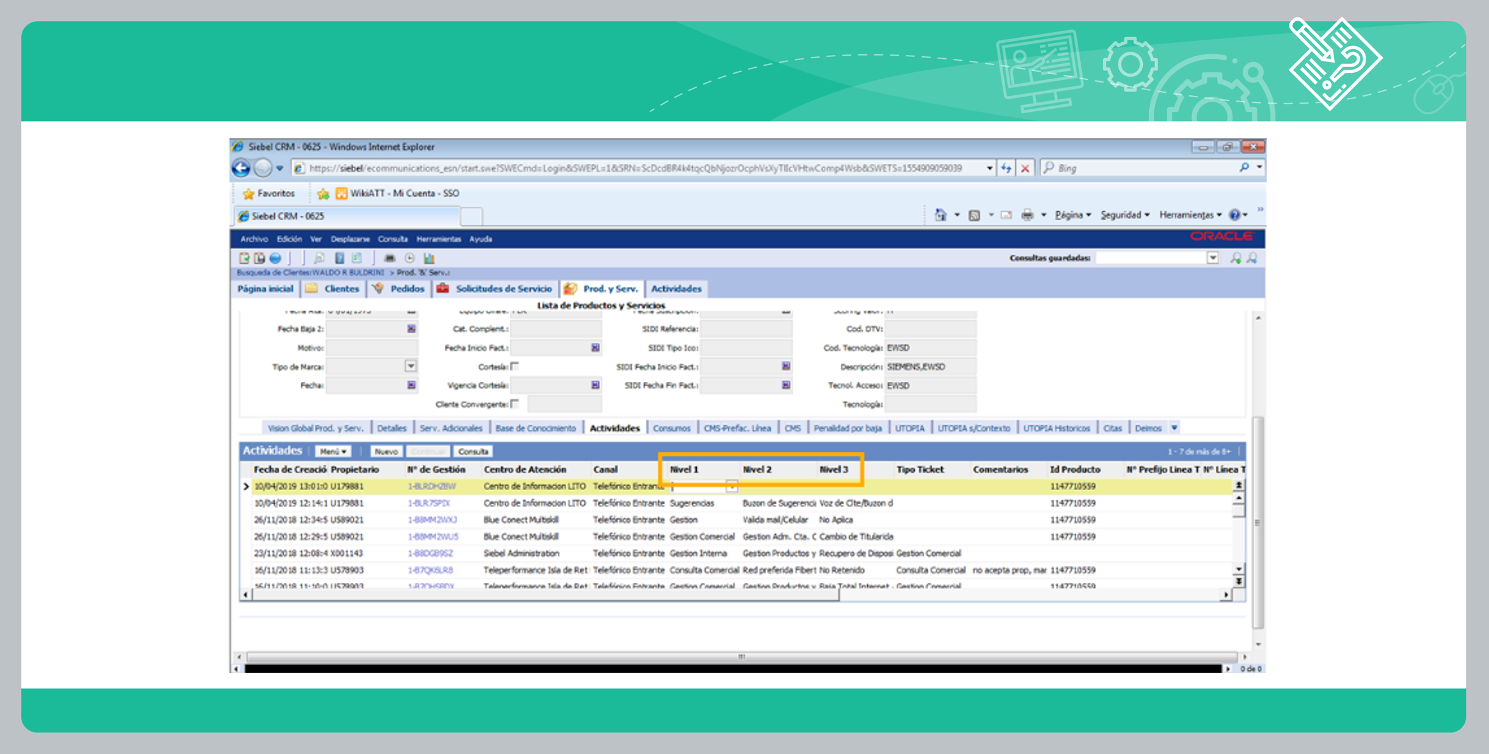 Siebel CRM - 0625 - Windows Internet Explorer
https://siebel/ecommunications_esn/start.swe?SWECmd=Login&SWEPL=1&SRN=
Bing
Favoritos WikiATT - Mi Cuenta - SSO
Siebel CRM - 0625 Página Seguridad Herramientas
Archivo Edición Ver Desplazarse Consulta Herramientas Ayuda ORACLE
Consultas guardadas:
Busqueda de Clientes:WALDO R BULDRINI > Prod. '&' Serv.:
Página inicial Clientes Pedidos Solicitudes de Servicio Prod. y Serv. Actividades
Lista de Productos y Servicios
Fecha Baja 2: Cat. Complent.: SIDI Referencia: Cod. DTV:
Motivo: Fecha Inicio Fact.: SIDI Tipo Ico: Cod. Tecnología: EWSD
Tipo de Marca: Cortesía: SIDI Fecha Inicio Fact.: Descripción: SIEMENS,EWSD
Fecha: Vigencia Cortesía: SIDI Fecha Fin Fact.: Tecnol. Acceso: EWSD
Cliente Convergente: Tecnología:
Vision Global Prod. y Serv. Detalles Serv. Adicionales Base de Conocimiento Actividades Consumos CMS-Prefac. Línea CMS Penalidad por baja UTOPIA UTOPIA s/Contexto UTOPIA Historicos Citas Deimos
Actividades Menú Nuevo Consulta 1 - 7 de más de 8+
Fecha de Creació Propietario Nº de Gestión Centro de Atención Canal Nivel 1 Nivel 2 Nivel 3 Tipo Ticket Comentarios Id Producto Nº Prefijo Linea T Nº Línea T
10/04/2019 13:01:0 U179881 1-BLRDHZBW Centro de Informacion LITO Telefónico Entrante 1147710559
10/04/2019 12:14:1 U179881 1-BLR7SPIX Centro de Informacion LITO Telefónico Entrante Sugerencias Buzon de Sugerenci Voz de Clte/Buzon d 1147710559
26/11/2018 12:34:5 U589021 1-B8MM2WXJ Blue Conect Multiskill Telefónico Entrante Gestion Valida mail/Celular No Aplica 1147710559
26/11/2018 12:29:5 U589021 1-B8MM2WU5 Blue Conect Multiskill Telefónico Entrante Gestion Comercial Gestion Adm. Cta. C Cambio de Titularida 1147710559
23/11/2018 12:08:4 X001143 1-B8DGB9SZ Siebel Administration Telefónico Entrante Gestion Interna Gestion Productos y Recupero de Disposi Gestion Comercial
16/11/2018 11:13:3 U578903 1-B7QK6LR8 Teleperformance Isla de Ret Telefónico Entrante Consulta Comercial Red preferida Fibert No Retenido Consulta Comercial no acepta prop, mar 1147710559
16/11/2018 11:10:0 U578903 Teleperformance Isla de Ret Telefónico Entrante Gestion Comercial Gestion Productos y Baja Total Internet Gestion Comercial 1147710559
0 de 0